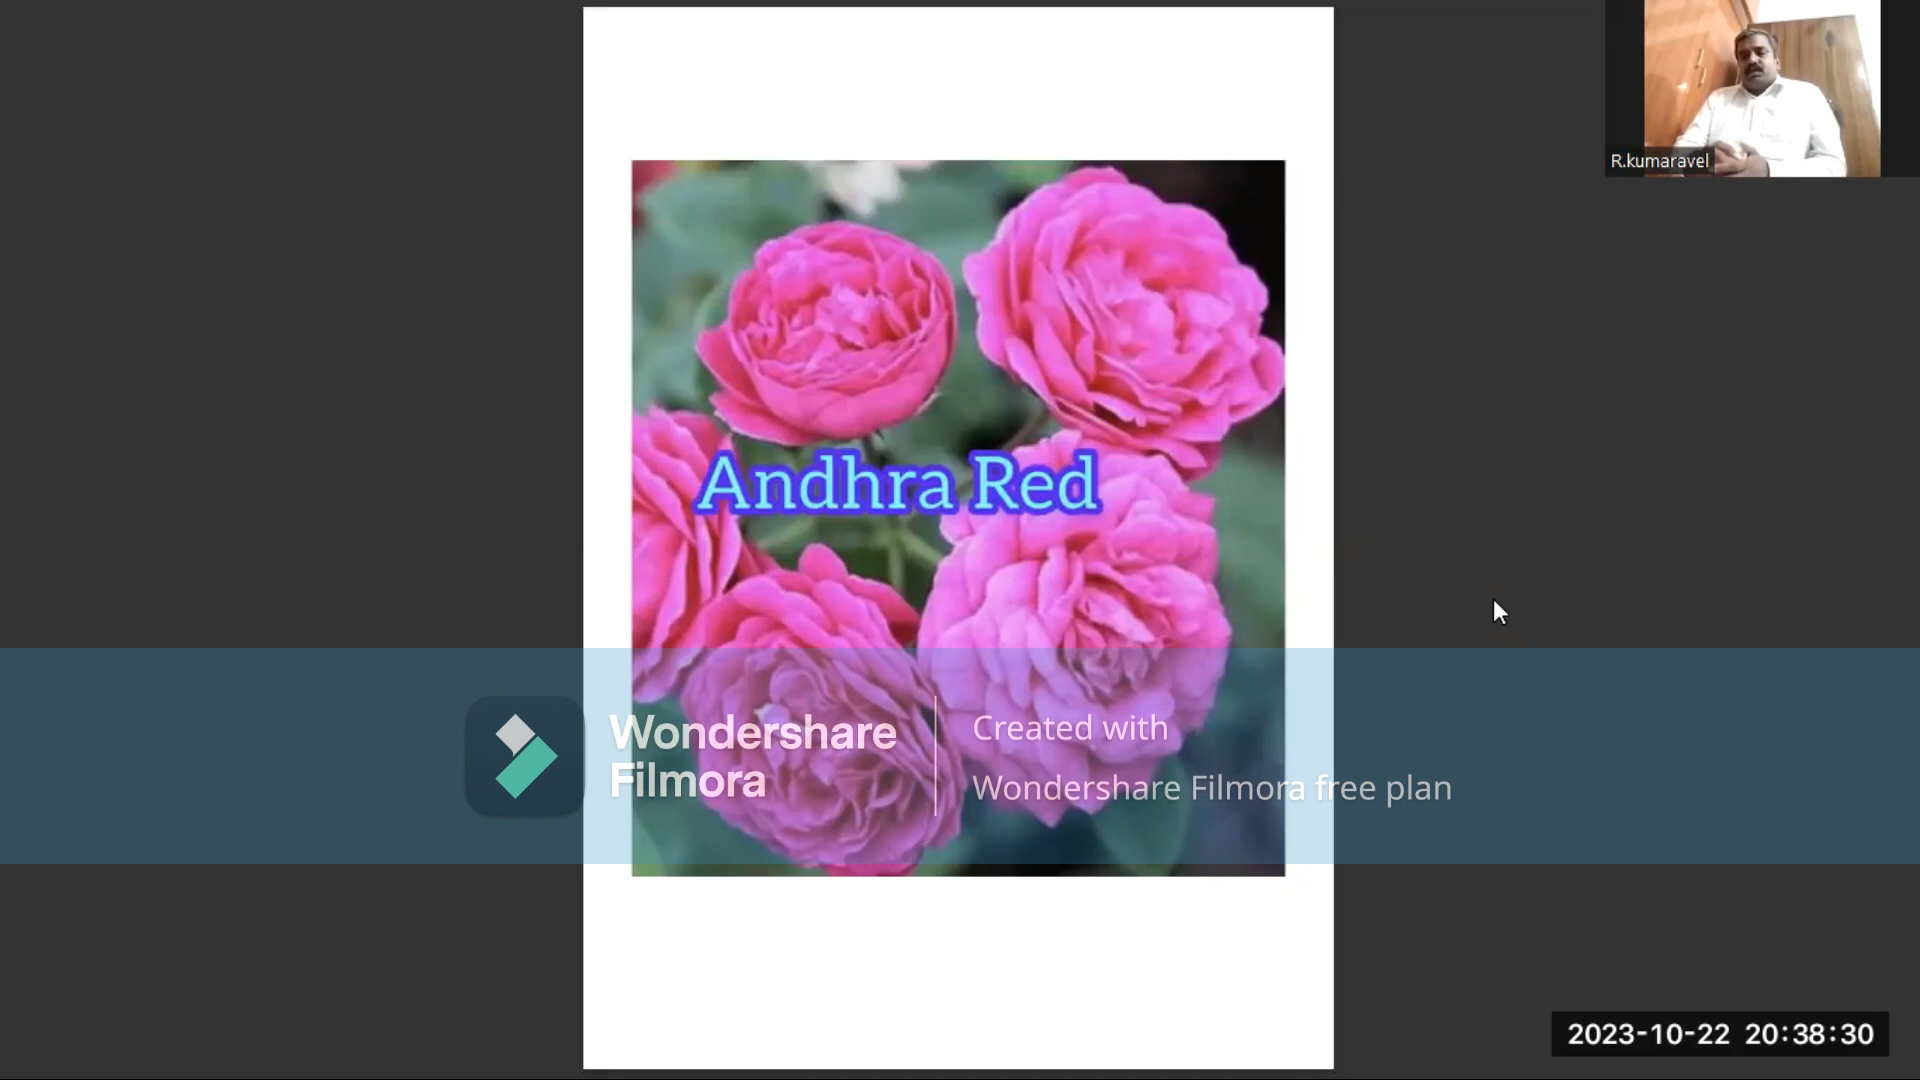 R.kumaravel
Andhra Red
Wondershare
Filmora
Created with
Wondershare Filmora free plan
2023-10-22 20:38:30